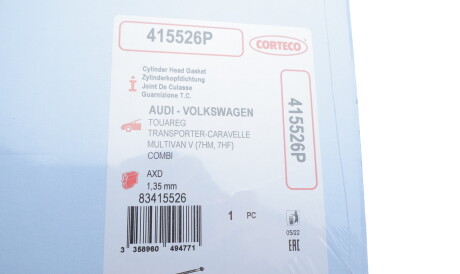 415526P
CORTECO
Cylinder Head Gasket
Zylinderkopfdichtung
Joint De Culasse
Guarnizione T.C.
AUDI - VOLKSWAGEN
TOUAREG
TRANSPORTER-CARAVELLE
MULTIVAN V (7HM, 7HF)
COMBI
415526P
AXD
1,35 mm
83415526
1 PC
05/22
EAC
3 358960 494771